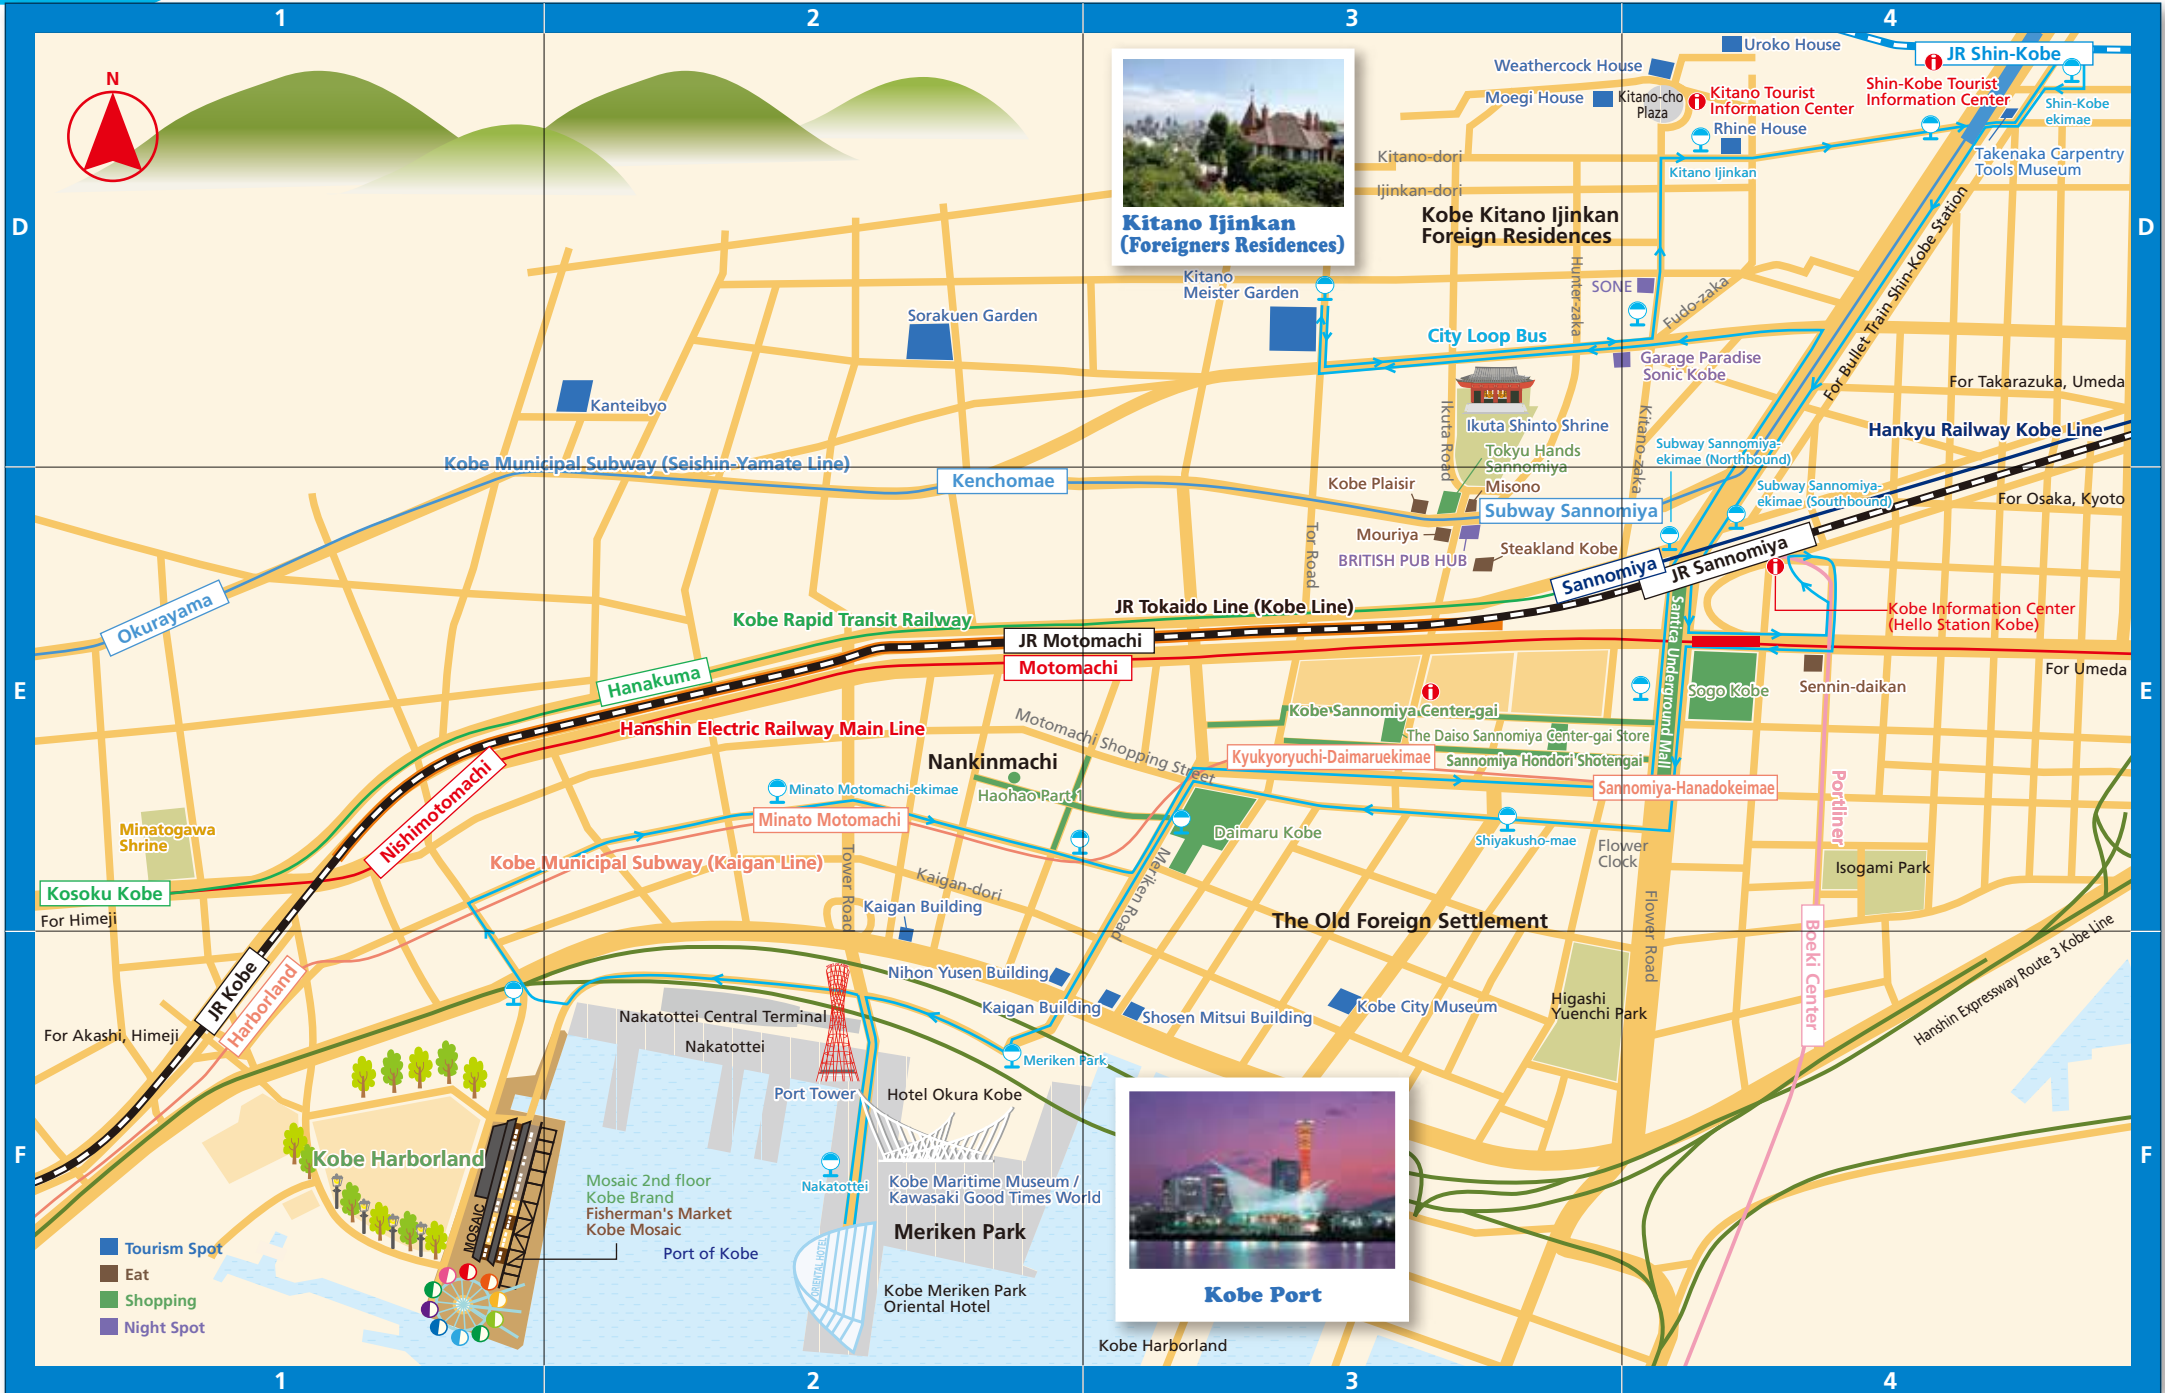 1
2
3
4
N
D
D
E
E
F
F
Uroko House
JR Shin-Kobe
Weathercock House
Moegi House
Kitano-cho
Plaza
Kitano Tourist
Information Center
Shin-Kobe Tourist
Information Center
Shin-Kobe
ekimae
Rhine House
Kitano-dori
Kitano Ijinkan
Takenaka Carpentry
Tools Museum
Ijinkan-dori
Kobe Kitano Ijinkan
Foreign Residences
Kitano Ijinkan
(Foreigners Residences)
Kitano
Meister Garden
Hunter-zaka
SONE
Fudo-zaka
For Bullet Train Shin-Kobe Station
Sorakuen Garden
City Loop Bus
Garage Paradise
Sonic Kobe
For Takarazuka, Umeda
Kanteibyo
Ikuta Road
Ikuta Shinto Shrine
Kitano-zaka
Hankyu Railway Kobe Line
Subway Sannomiya-
ekimae (Northbound)
Tokyu Hands
Sannomiya
Kobe Municipal Subway (Seishin-Yamate Line)
Kenchomae
Kobe Plaisir
Misono
Subway Sannomiya-
ekimae (Southbound)
For Osaka, Kyoto
Subway Sannomiya
Tor Road
Mouriya
BRITISH PUB HUB
Steakland Kobe
JR Sannomiya
Sannomiya
Okurayama
Kobe Rapid Transit Railway
JR Tokaido Line (Kobe Line)
Kobe Information Center
(Hello Station Kobe)
JR Motomachi
Motomachi
For Umeda
Santica Underground Mall
Hanakuma
Sogo Kobe
Sennin-daikan
Kobe Sannomiya Center-gai
Hanshin Electric Railway Main Line
Motomachi Shopping Street
The Daiso Sannomiya Center-gai Store
Nankinmachi
Kyukyoryuchi-Daimaruekimae
Sannomiya Hondori Shotengai
Haohao Part 1
Minato Motomachi-ekimae
Sannomiya-Hanadokeimae
Portliner
Nishimotomachi
Minato Motomachi
Minatogawa
Shrine
Daimaru Kobe
Shiyakusho-mae
Flower
Clock
Kobe Municipal Subway (Kaigan Line)
Tower Road
Kaigan-dori
Meriken Road
Isogami Park
Kosoku Kobe
For Himeji
Kaigan Building
The Old Foreign Settlement
Flower Road
Boeki Center
Hanshin Expressway Route 3 Kobe Line
JR Kobe
Harborland
Nihon Yusen Building
Kaigan Building
Shosen Mitsui Building
Kobe City Museum
Higashi
Yuenchi Park
Nakatottei Central Terminal
For Akashi, Himeji
Nakatottei
Meriken Park
Port Tower
Hotel Okura Kobe
Kobe Harborland
Mosaic 2nd floor
Kobe Brand
Fisherman's Market
Kobe Mosaic
Nakatottei
Kobe Maritime Museum /
Kawasaki Good Times World
MOSAIC
Meriken Park
Port of Kobe
ORIENTAL HOTEL
Kobe Meriken Park
Oriental Hotel
Kobe Port
Kobe Harborland
Tourism Spot
Eat
Shopping
Night Spot
1
2
3
4